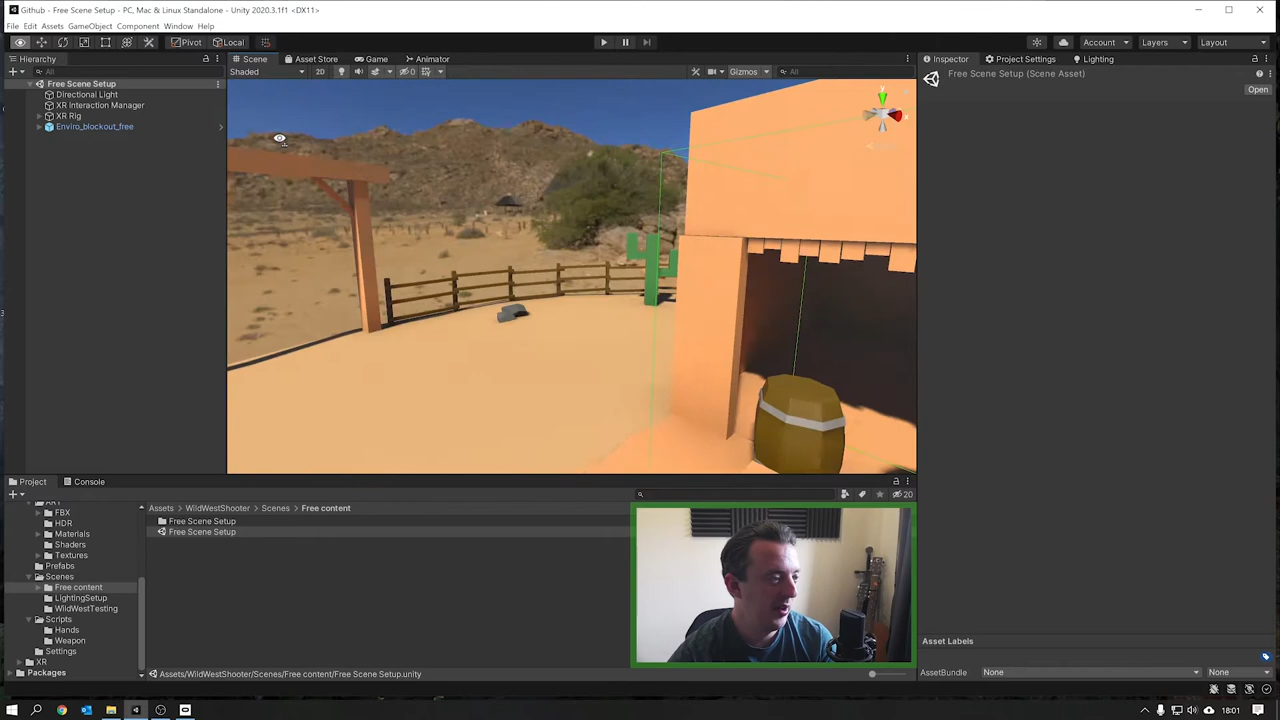 Github - Free Scene Setup - PC, Mac & Linux Standalone - Unity 2020.3.1f1 <DX11>
File Edit Assets GameObject Component Window Help
Pivot Local Account Layers Layout
Hierarchy Scene Asset Store Game Animator Inspector Project Settings Lighting
All Shaded 2D 0 Gizmos All Free Scene Setup (Scene Asset)
Open
Free Scene Setup
Directional Light
XR Interaction Manager
XR Rig
Enviro_blockout_free
y
x
Project Console
20
ART
FBX
HDR
Materials
Shaders
Textures
Prefabs
Scenes
Free content
LightingSetup
WildWestTesting
Scripts
Hands
Weapon
Settings
XR
Packages
Assets > WildWestShooter > Scenes > Free content
Free Scene Setup
Free Scene Setup
Assets/WildWestShooter/Scenes/Free content/Free Scene Setup.unity
Asset Labels
AssetBundle None None
18:01